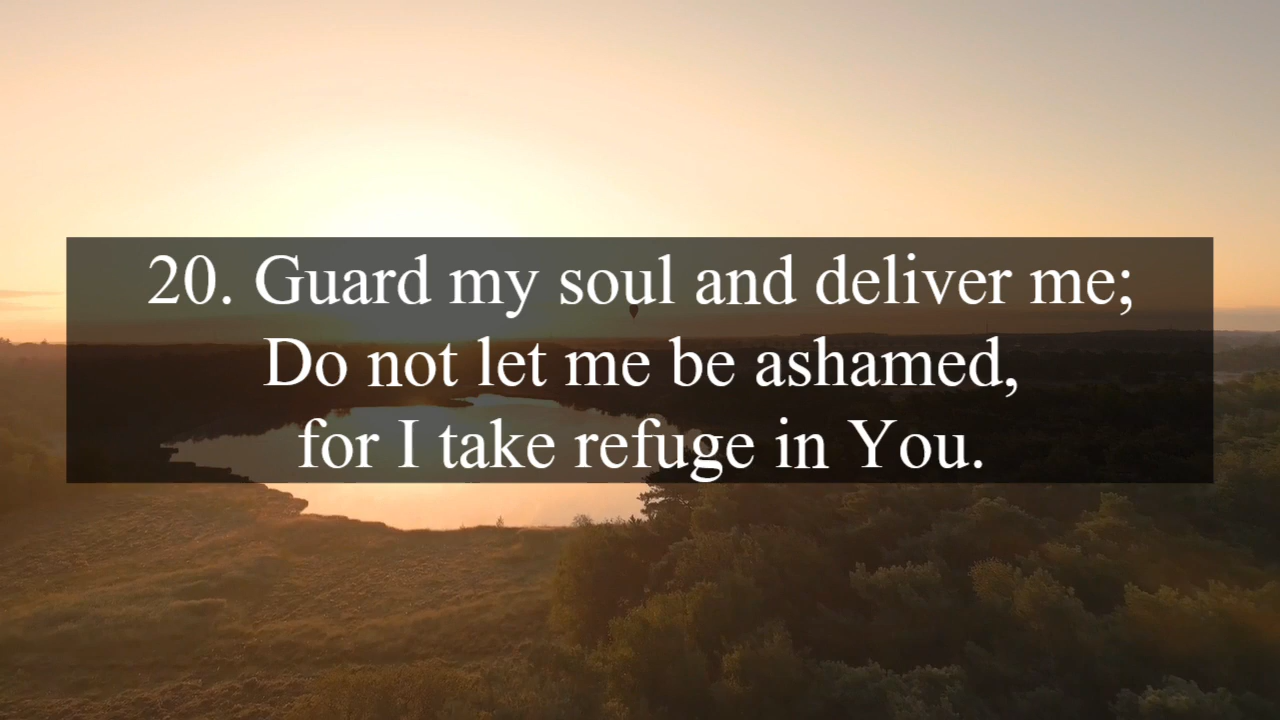 20. Guard my soul and deliver me;
Do not let me be ashamed,
for I take refuge in You.